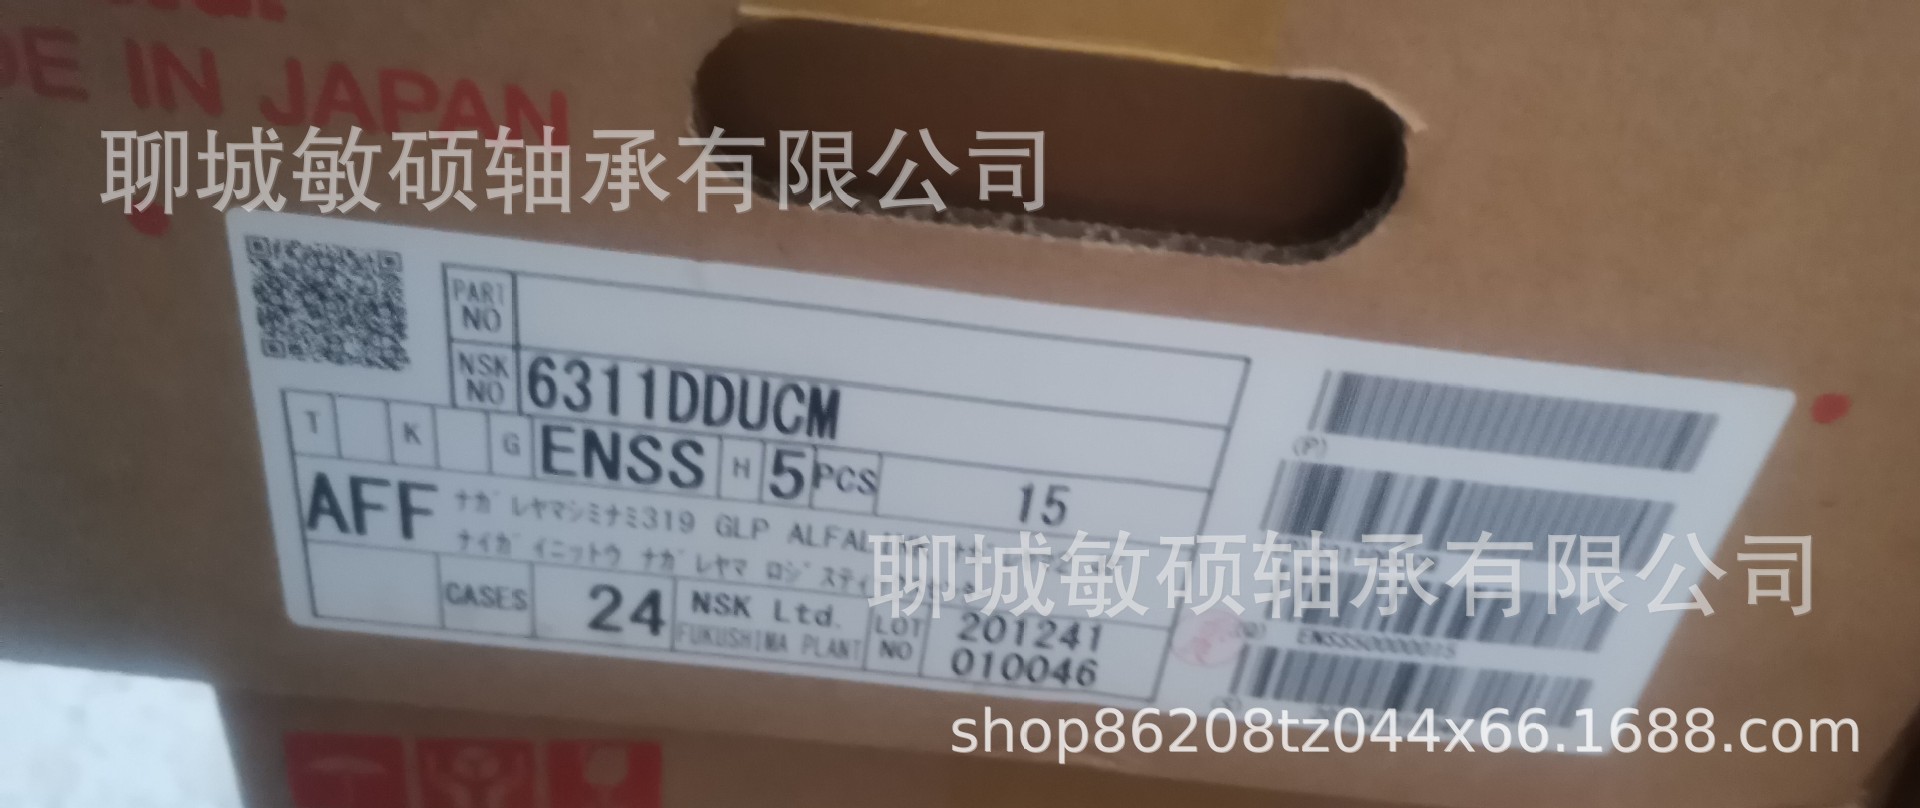 DE IN JAPAN
聊城敏硕轴承有限公司
PART NO
NSK NO 6311DDUCM
T K G ENSS H 5 PCS 15
AFF ナガレヤマシミナミ319 GLP ALFAL
ナイガイニットウ ナガレヤマ ロジスティ
聊城敏硕轴承有限公司
CASES 24 NSK Ltd. FUKUSHIMA PLANT LOT NO 201241 010046
(P)
ENSSS0000015
shop86208tz044x66.1688.com